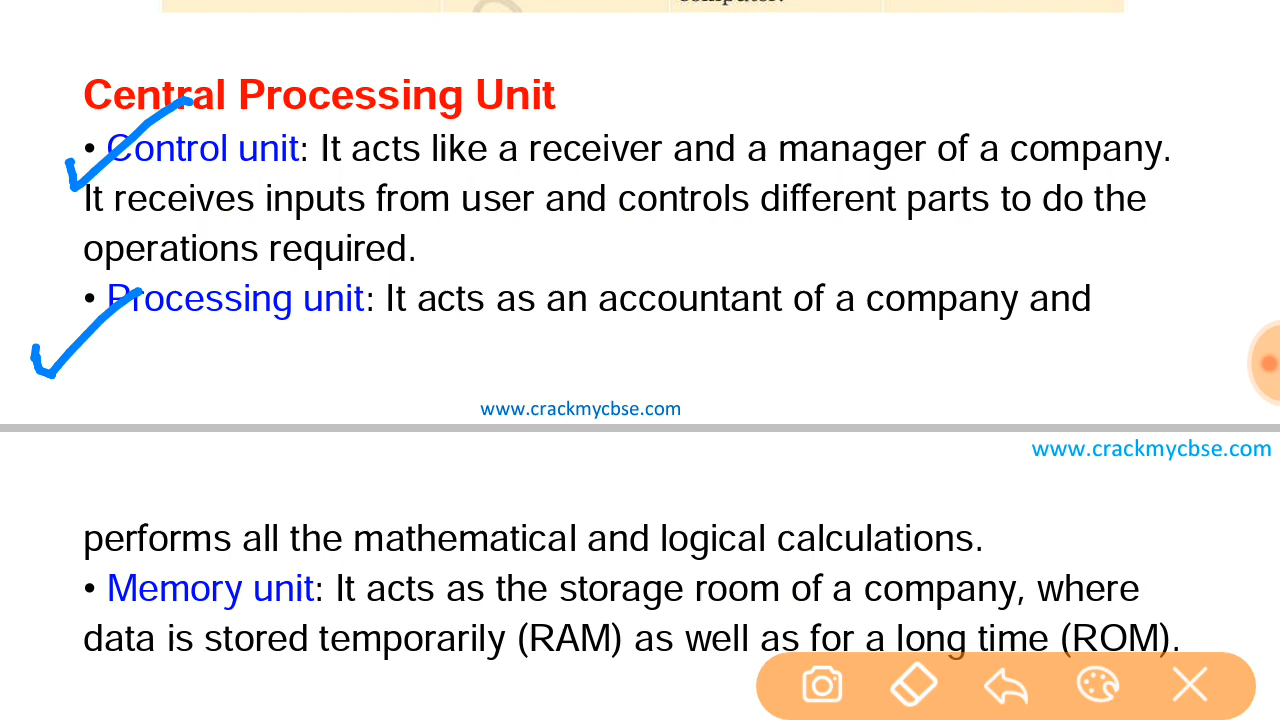 computer.
Central Processing Unit
• Control unit: It acts like a receiver and a manager of a company.
It receives inputs from user and controls different parts to do the
operations required.
• Processing unit: It acts as an accountant of a company and
www.crackmycbse.com
www.crackmycbse.com
performs all the mathematical and logical calculations.
• Memory unit: It acts as the storage room of a company, where
data is stored temporarily (RAM) as well as for a long time (ROM).